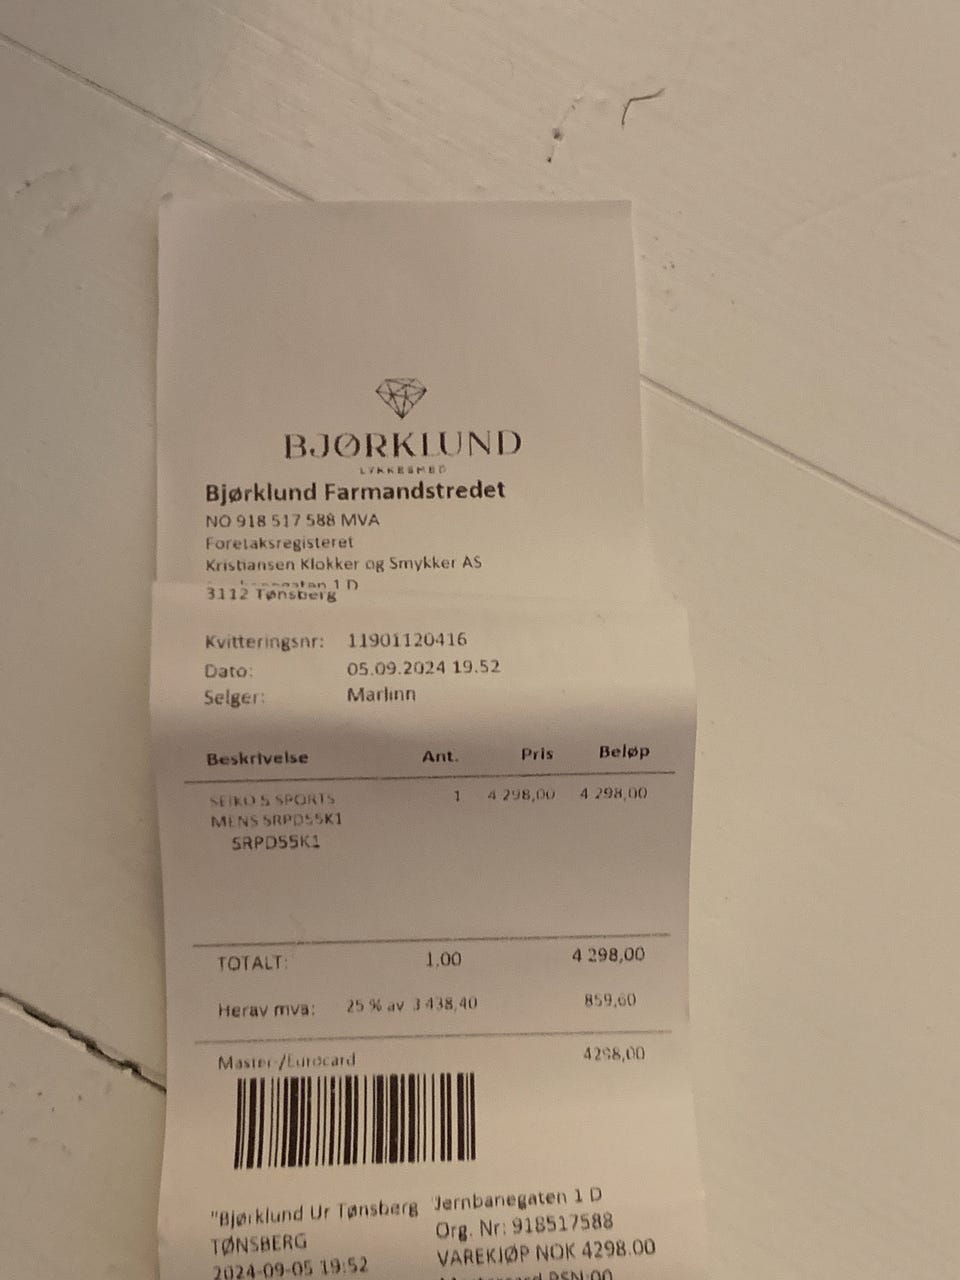 BJØRKLUND
LYKKESMED
Bjørklund Farmandstredet
NO 918 517 588 MVA
Foretaksregisteret
Kristiansen Klokker og Smykker AS
1 D
3112 Tønsberg
Kvitteringsnr: 11901120416
Dato: 05.09.2024 19.52
Selger: Marlinn
Beskrivelse Ant. Pris Beløp
SEIKO 5 SPORTS 1 4 298,00 4 298,00
MENS SRPD55K1
SRPD55K1
TOTALT: 1,00 4 298,00
Herav mva: 25 % av 3 438,40 859,60
Master-/Eurocard 4298,00
"Bjørklund Ur Tønsberg Jernbanegaten 1 D
TØNSBERG Org. Nr: 918517588
2024-09-05 19:52 VAREKJØP NOK 4298.00